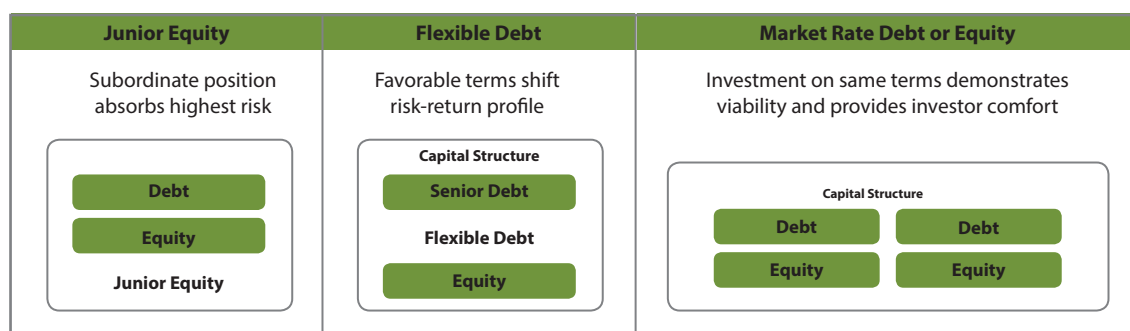 Junior Equity
Subordinate position
absorbs highest risk
Debt
Equity
Junior Equity
Flexible Debt
Favorable terms shift
risk-return profile
Capital Structure
Senior Debt
Flexible Debt
Equity
Market Rate Debt or Equity
Investment on same terms demonstrates
viability and provides investor comfort
Capital Structure
Debt Debt
Equity Equity